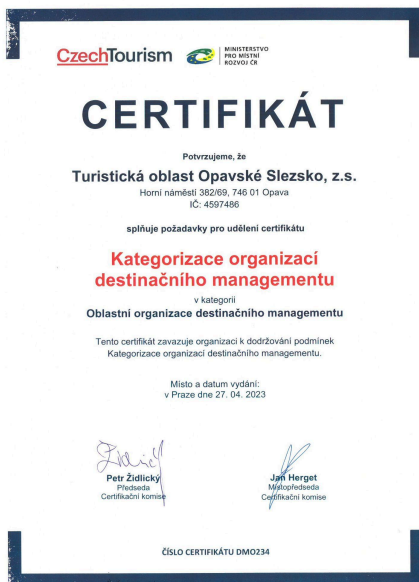 CzechTourism
MINISTERSTVO
PRO MÍSTNÍ
ROZVOJ ČR
CERTIFIKÁT
Potvrzujeme, že
Turistická oblast Opavské Slezsko, z.s.
Horní náměstí 382/69, 746 01 Opava
IČ: 4597486
splňuje požadavky pro udělení certifikátu
Kategorizace organizací
destinačního managementu
v kategorii
Oblastní organizace destinačního managementu
Tento certifikát zavazuje organizaci k dodržování podmínek
Kategorizace organizací destinačního managementu.
Místo a datum vydání:
v Praze dne 27. 04. 2023
Petr Židlický
Předseda
Certifikační komise
Jan Herget
Místopředseda
Certifikační komise
ČÍSLO CERTIFIKÁTU DMO234